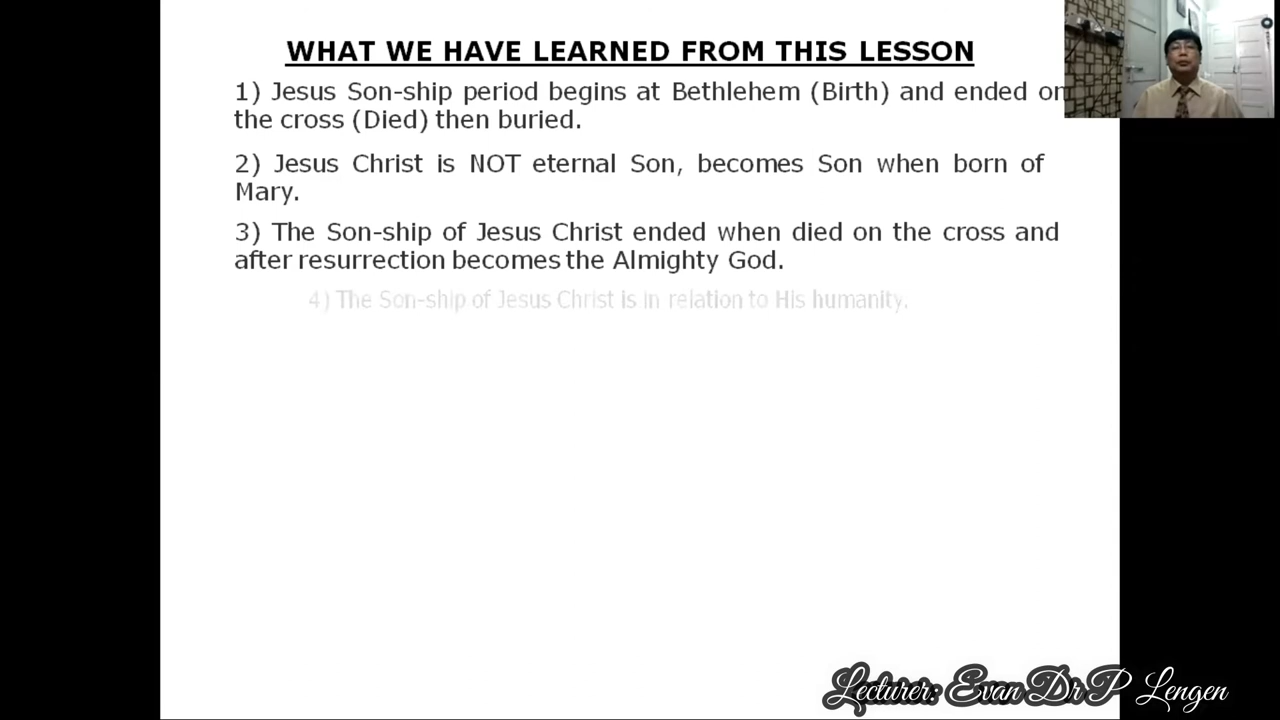 WHAT WE HAVE LEARNED FROM THIS LESSON
1) Jesus Son-ship period begins at Bethlehem (Birth) and ended on
the cross (Died) then buried.
2) Jesus Christ is NOT eternal Son, becomes Son when born of
Mary.
3) The Son-ship of Jesus Christ ended when died on the cross and
after resurrection becomes the Almighty God.
4) The Son-ship of Jesus Christ is in relation to His humanity.
Lecturer: Evan Dr P Lengen